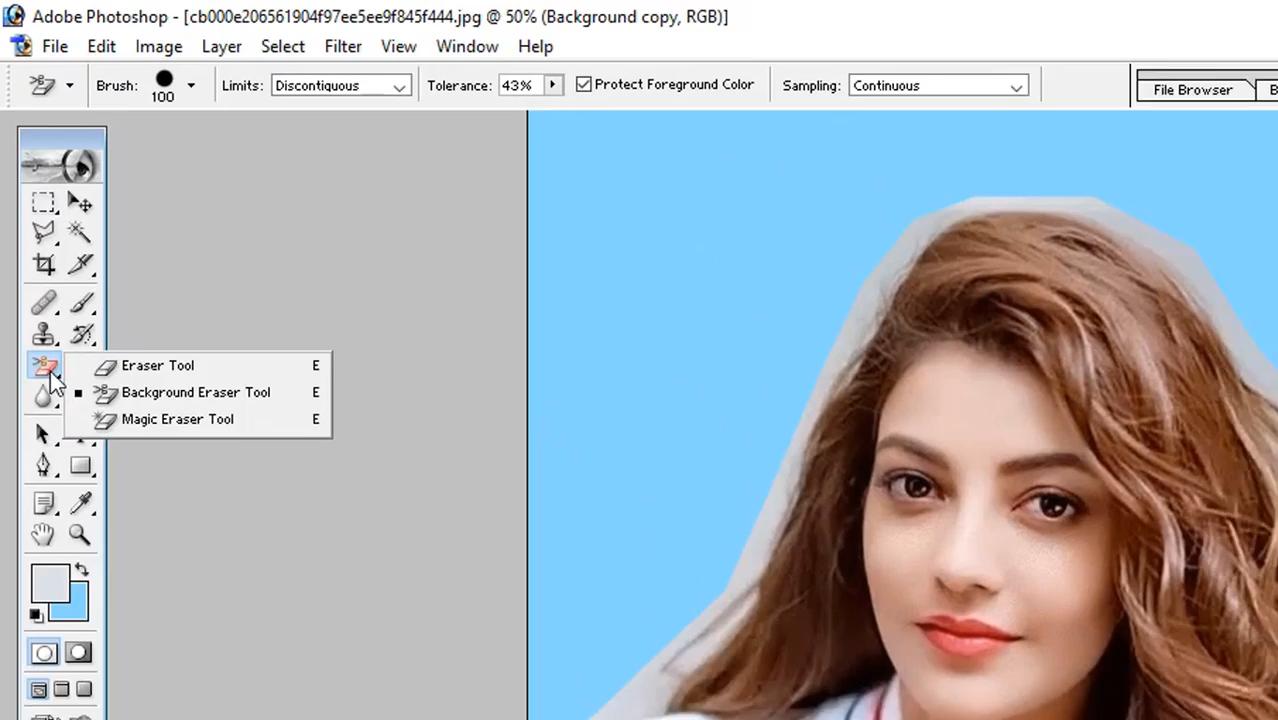 Adobe Photoshop - [cb000e206561904f97ee5ee9f845f444.jpg @ 50% (Background copy, RGB)]
File Edit Image Layer Select Filter View Window Help
Brush: 100 Limits: Discontiguous Tolerance: 43% Protect Foreground Color Sampling: Continuous File Browser
Eraser Tool E
Background Eraser Tool E
Magic Eraser Tool E